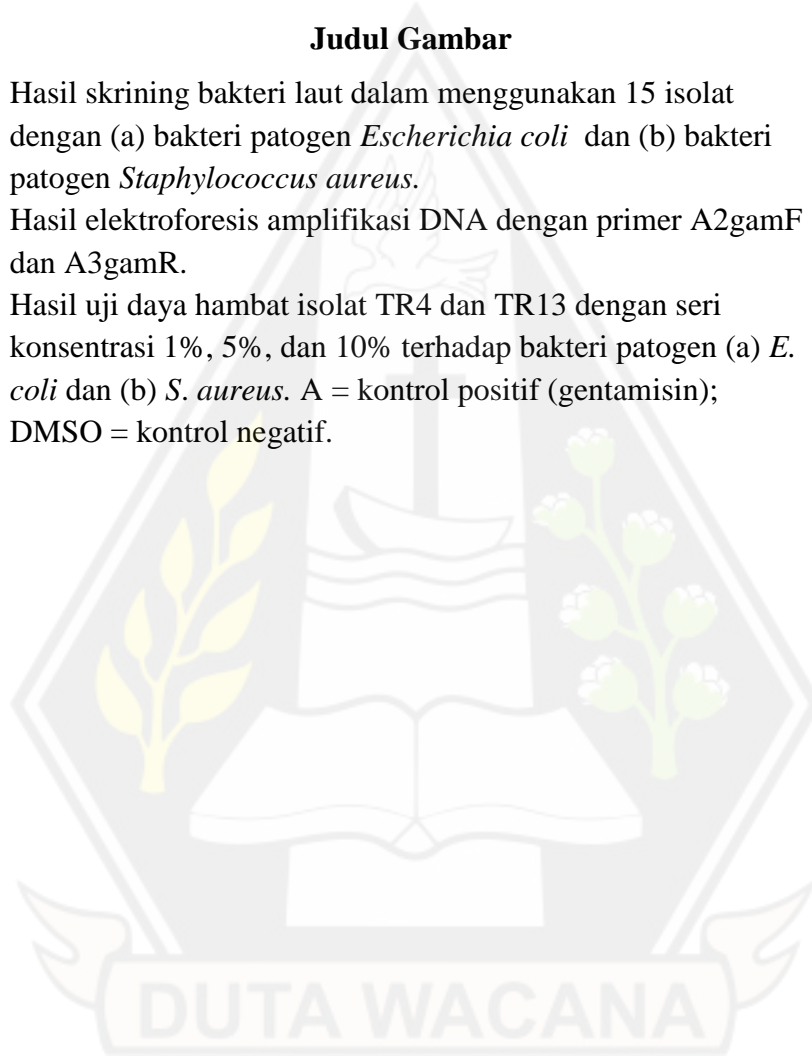 Judul Gambar
Hasil skrining bakteri laut dalam menggunakan 15 isolat
dengan (a) bakteri patogen Escherichia coli dan (b) bakteri
patogen Staphylococcus aureus.
Hasil elektroforesis amplifikasi DNA dengan primer A2gamF
dan A3gamR.
Hasil uji daya hambat isolat TR4 dan TR13 dengan seri
konsentrasi 1%, 5%, dan 10% terhadap bakteri patogen (a) E.
coli dan (b) S. aureus. A = kontrol positif (gentamisin);
DMSO = kontrol negatif.
DUTA WACANA